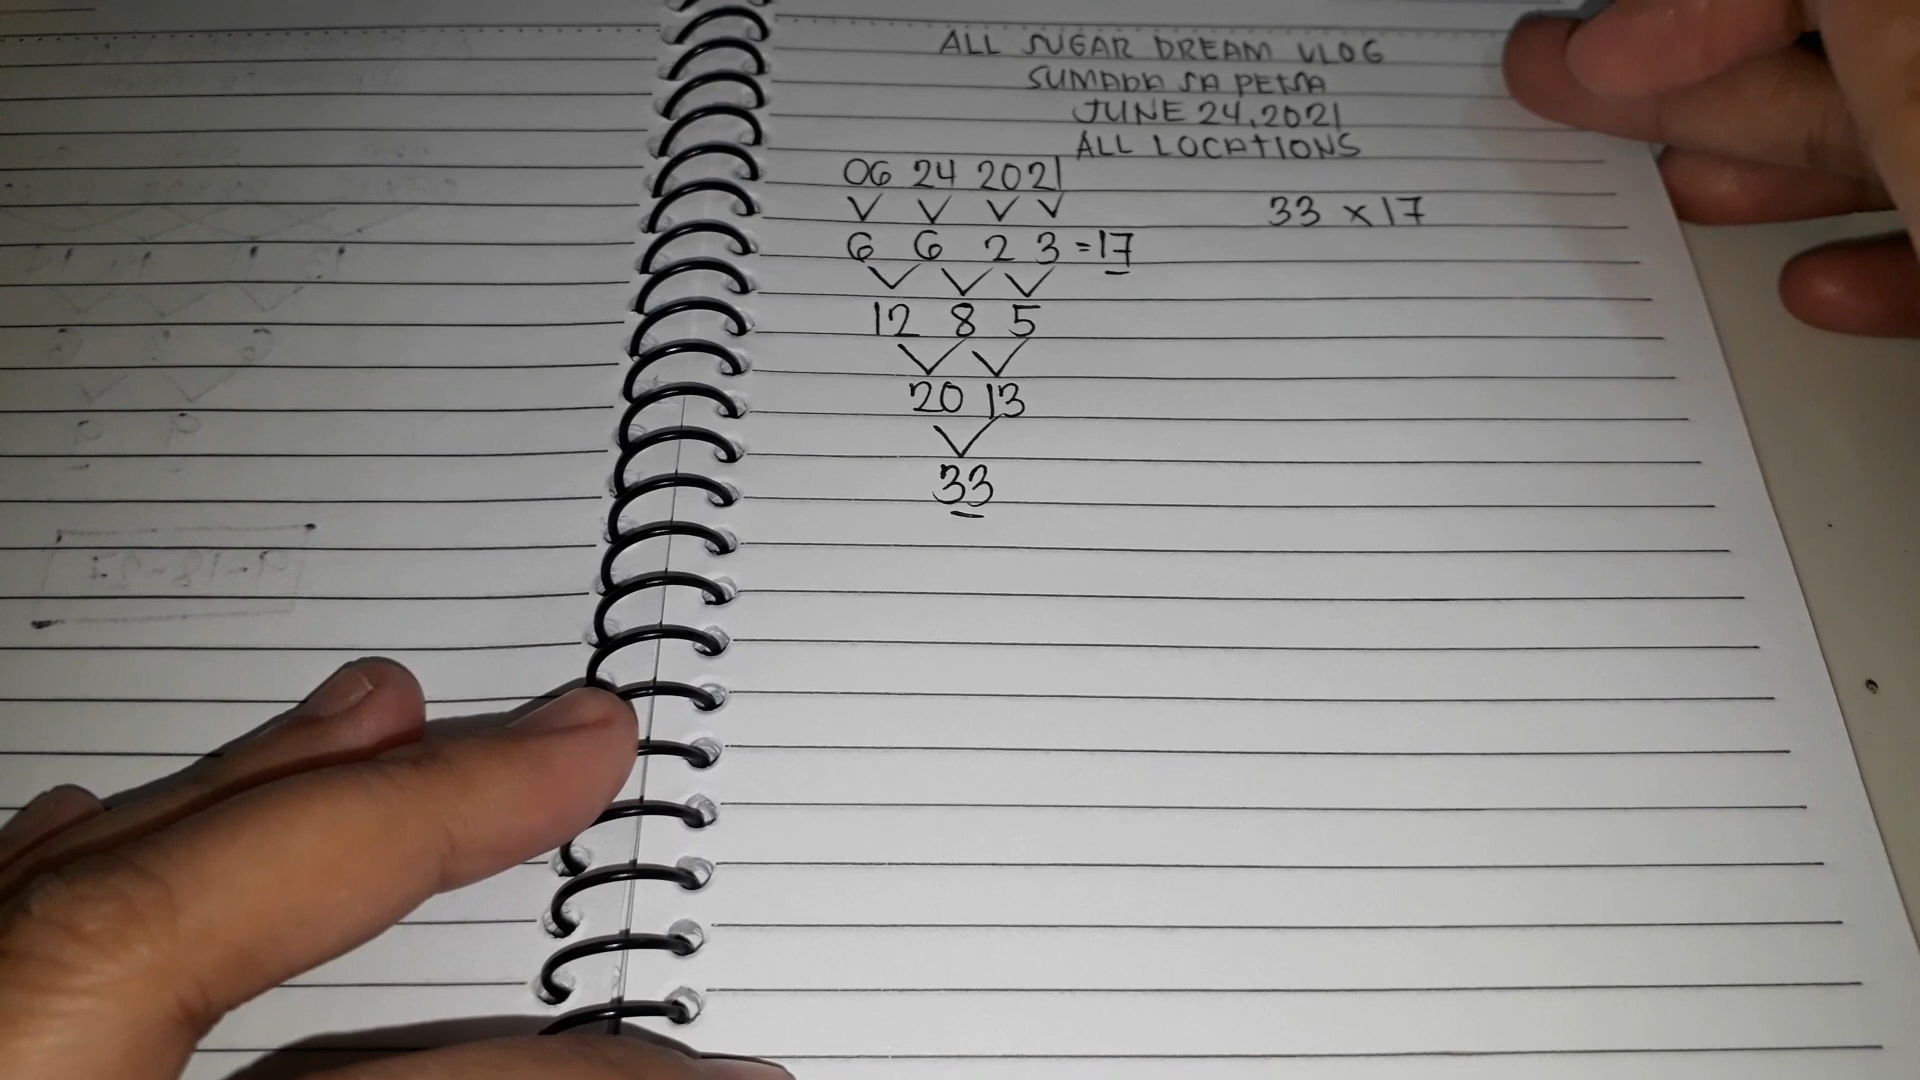 ALL SUGAR DREAM VLOG
SUMADA SA PETSA
JUNE 24, 2021
ALL LOCATIONS
06 24 2021
33 x 17
6 6 2 3 = 17
12 8 5
20 13
33